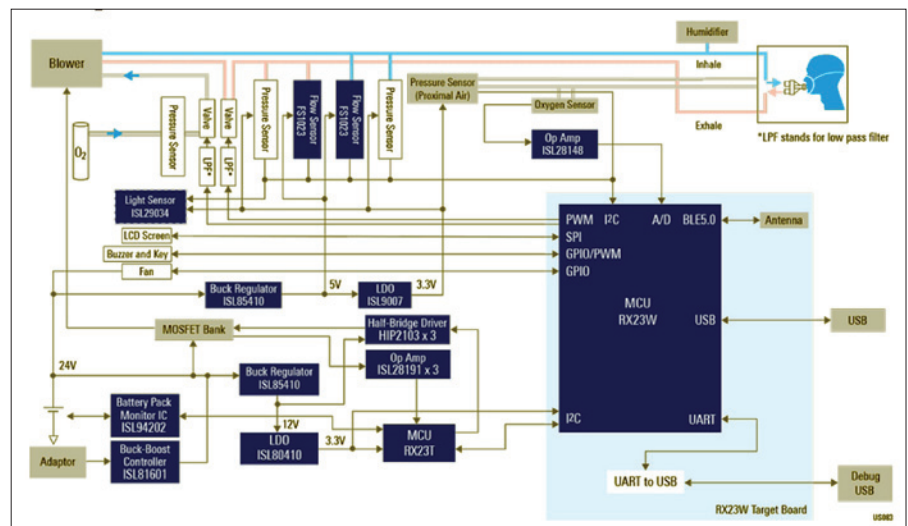 Blower
Humidifier
Inhale
Pressure Sensor
(Proximal Air)
Oxygen Sensor
Exhale
*LPF stands for low pass filter
O2
Pressure Sensor
Valve
Valve
LPF*
LPF*
Pressure Sensor
Flow Sensor
FS1023
Flow Sensor
FS1023
Pressure Sensor
Op Amp
ISL28148
Light Sensor
ISL29034
LCD Screen
Buzzer and Key
Fan
PWM
I²C
A/D
BLE5.0
Antenna
SPI
GPIO/PWM
GPIO
Buck Regulator
ISL85410
5V
LDO
ISL9007
3.3V
MCU
RX23W
USB
USB
MOSFET Bank
Half-Bridge Driver
HIP2103 x 3
Op Amp
ISL28191 x 3
24V
Buck Regulator
ISL85410
Battery Pack
Monitor IC
ISL94202
12V
LDO
ISL80410
3.3V
MCU
RX23T
I²C
UART
Adaptor
Buck-Boost
Controller
ISL81601
UART to USB
Debug
USB
RX23W Target Board
US083